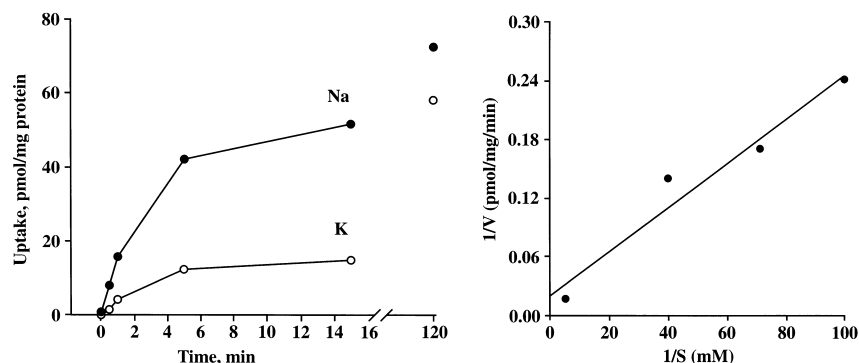 Uptake, pmol/mg protein
80
60
40
20
0
Na
K
0 2 4 6 8 10 12 14 16 120
Time, min
1/V (pmol/mg/min)
0.30
0.24
0.18
0.12
0.06
0.00
0 20 40 60 80 100
1/S (mM)